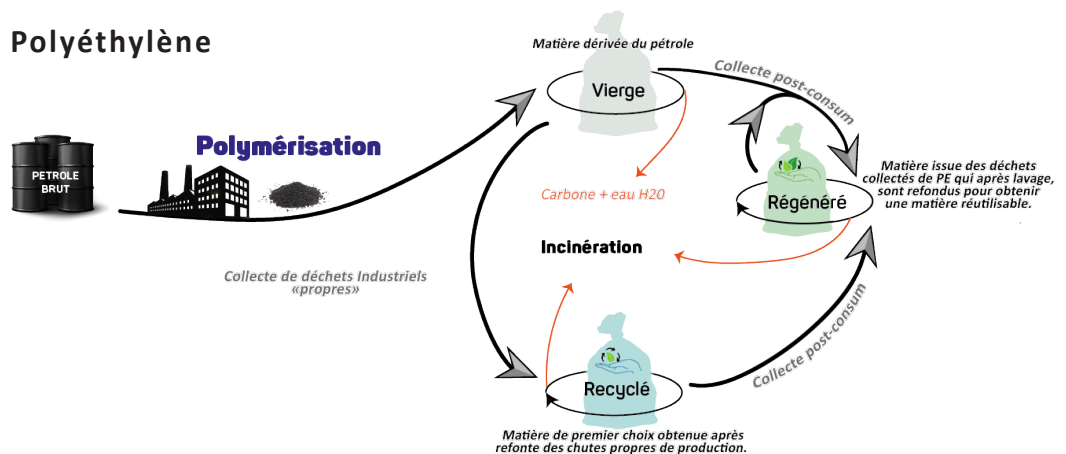 Polyéthylène
Matière dérivée du pétrole
Collecte post-consum
Vierge
Polymérisation
PETROLE
BRUT
Carbone + eau H20
Matière issue des déchets
collectés de PE qui après lavage,
sont refondus pour obtenir
une matière réutilisable.
Régénéré
Incinération
Collecte de déchets Industriels
«propres»
Collecte post-consum
Recyclé
Matière de premier choix obtenue après
refonte des chutes propres de production.